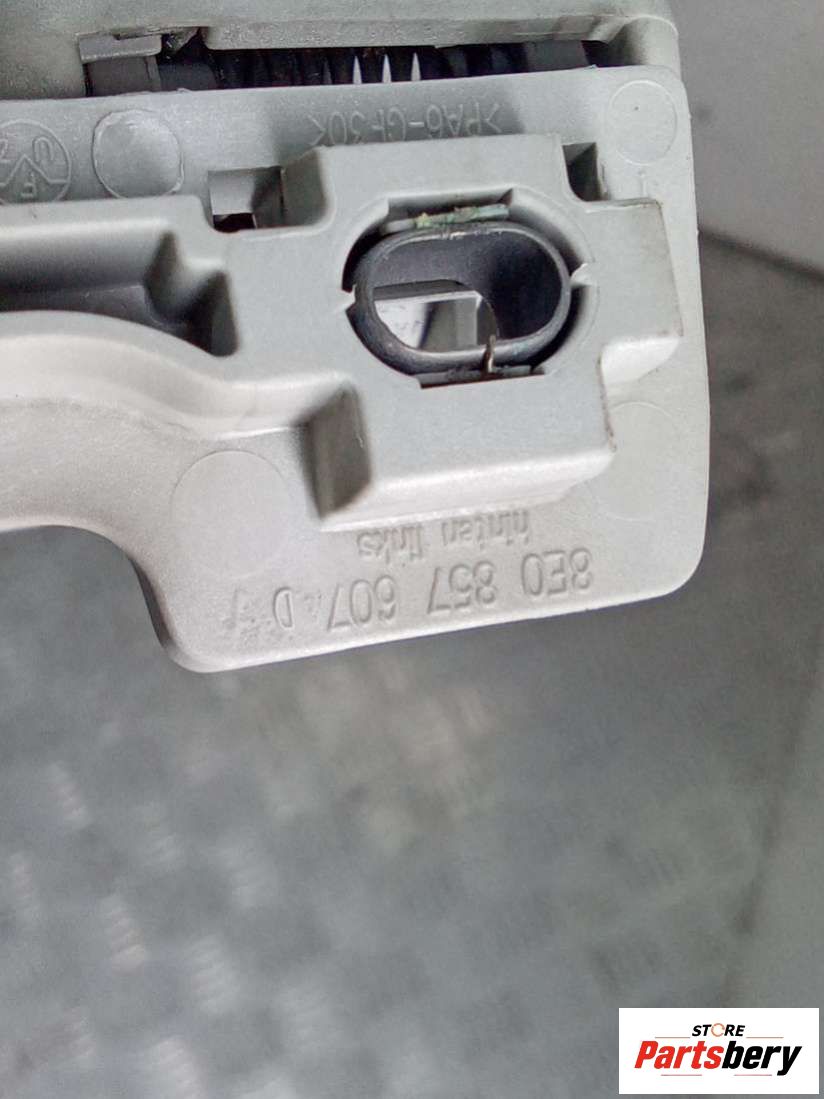 >PA6-GF30<
hinten links
8E0 857 607 D
STORE
Partsbery